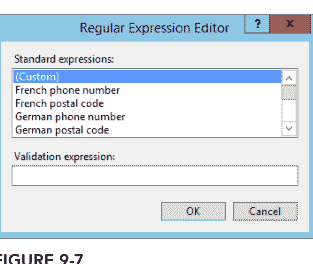 Regular Expression Editor ? x
Standard expressions:
(Custom)
French phone number
French postal code
German phone number
German postal code
Validation expression:
OK Cancel
FIGURE 9-7